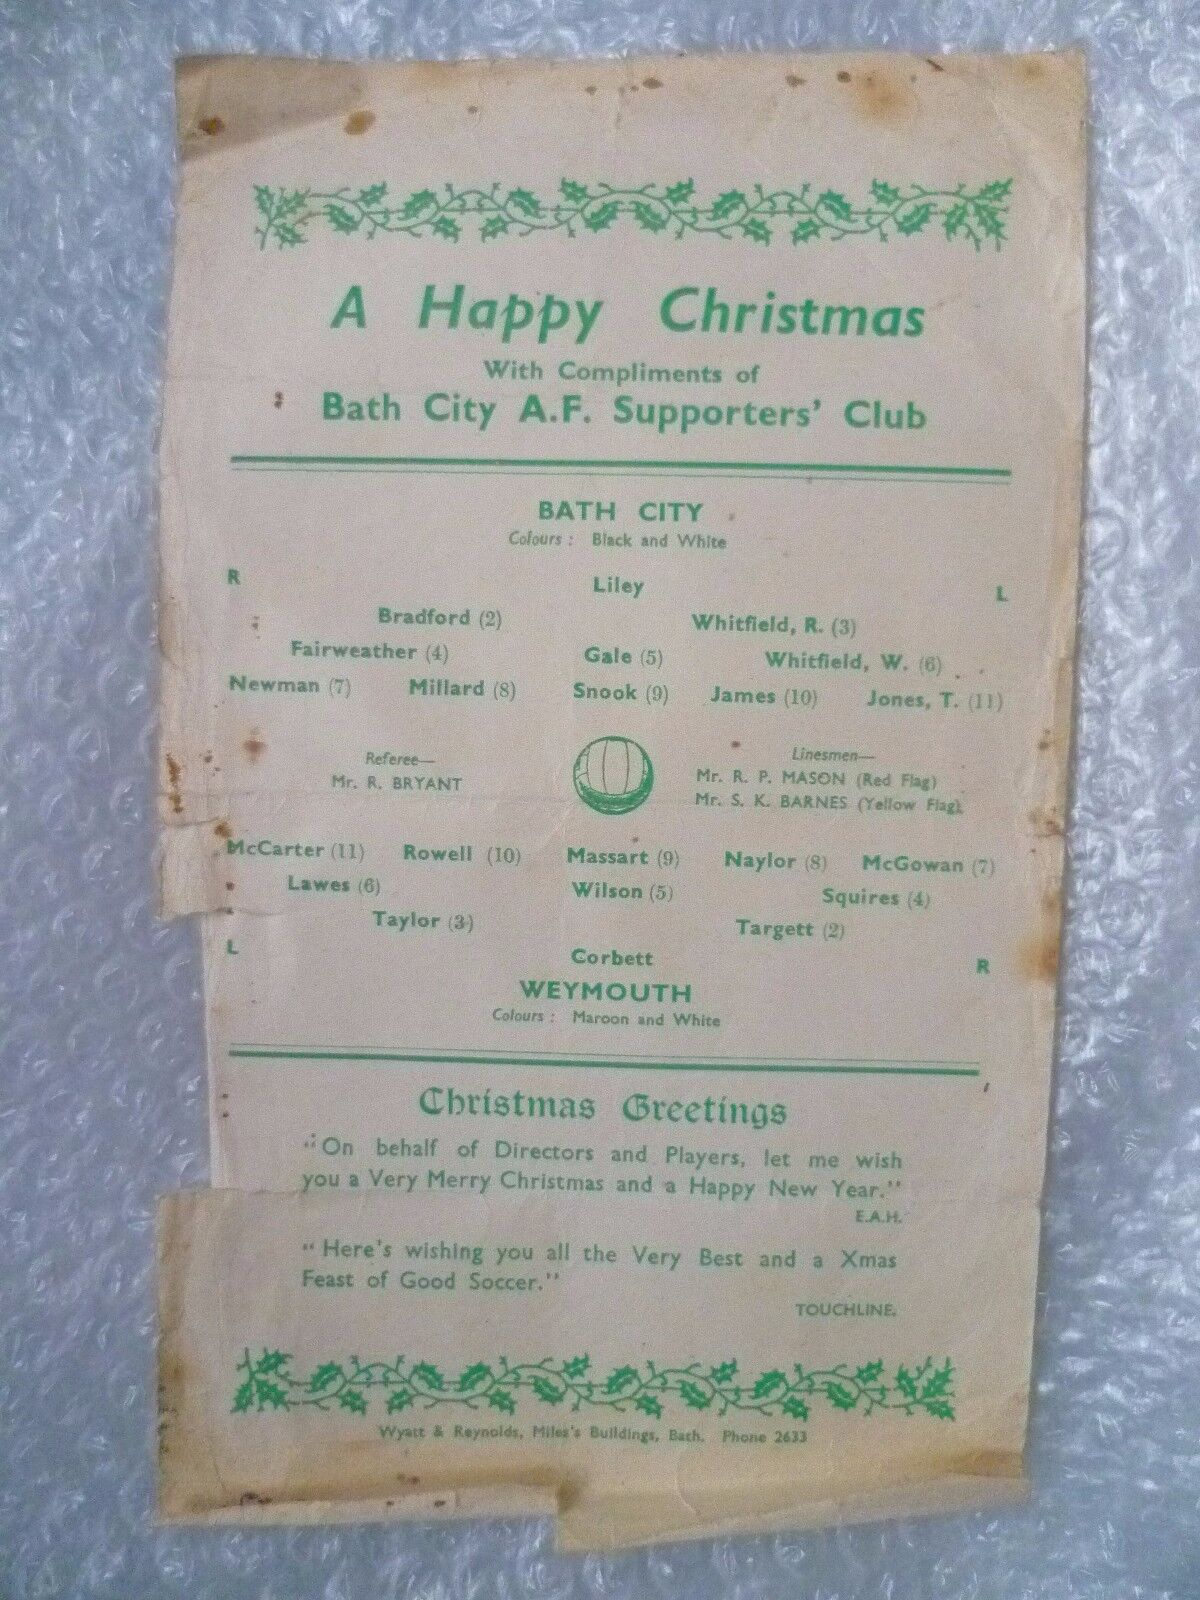 A Happy Christmas
With Compliments of
Bath City A.F. Supporters' Club
BATH CITY
Colours : Black and White
R Liley L
Bradford (2) Whitfield, R. (3)
Fairweather (4) Gale (5) Whitfield, W. (6)
Newman (7) Millard (8) Snook (9) James (10) Jones, T. (11)
Referee—
Mr. R. BRYANT
Linesmen—
Mr. R. P. MASON (Red Flag)
Mr. S. K. BARNES (Yellow Flag)
McCarter (11) Rowell (10) Massart (9) Naylor (8) McGowan (7)
Lawes (6) Wilson (5) Squires (4)
Taylor (3) Targett (2)
L Corbett R
WEYMOUTH
Colours : Maroon and White
Christmas Greetings
"On behalf of Directors and Players, let me wish
you a Very Merry Christmas and a Happy New Year."
E.A.H.
"Here's wishing you all the Very Best and a Xmas
Feast of Good Soccer."
TOUCHLINE.
Wyatt & Reynolds, Miles's Buildings, Bath. Phone 2633